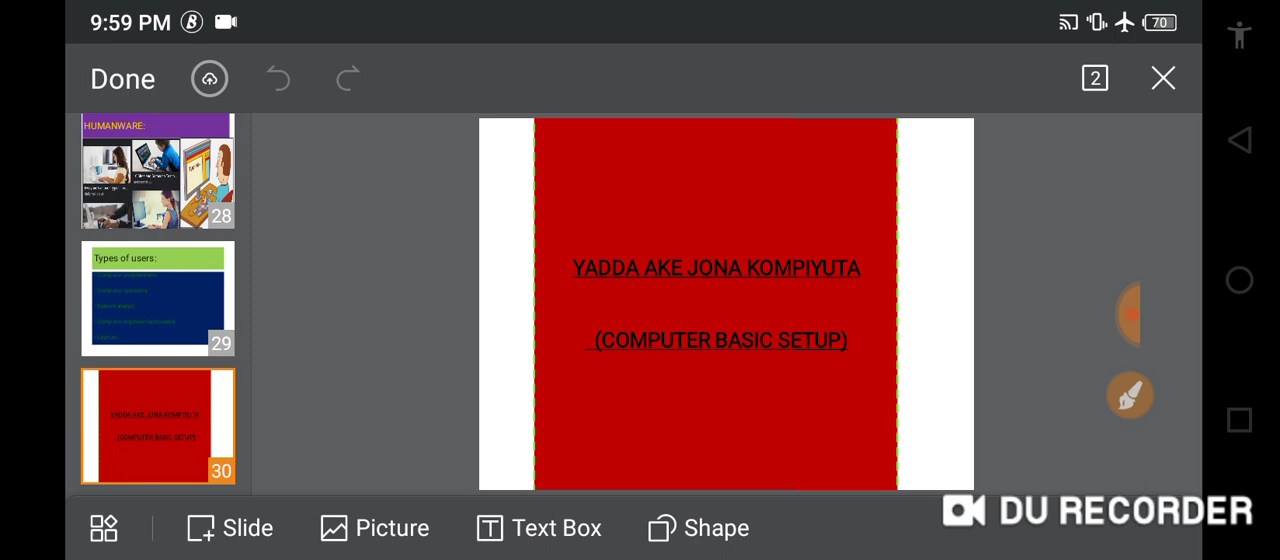 9:59 PM
70
Done
2
HUMANWARE:
28
Types of users:
29
YADDA AKE JONA KOMPIYUTA
(COMPUTER BASIC SETUP)
30
YADDA AKE JONA KOMPIYUTA
(COMPUTER BASIC SETUP)
Slide
Picture
Text Box
Shape
DU RECORDER